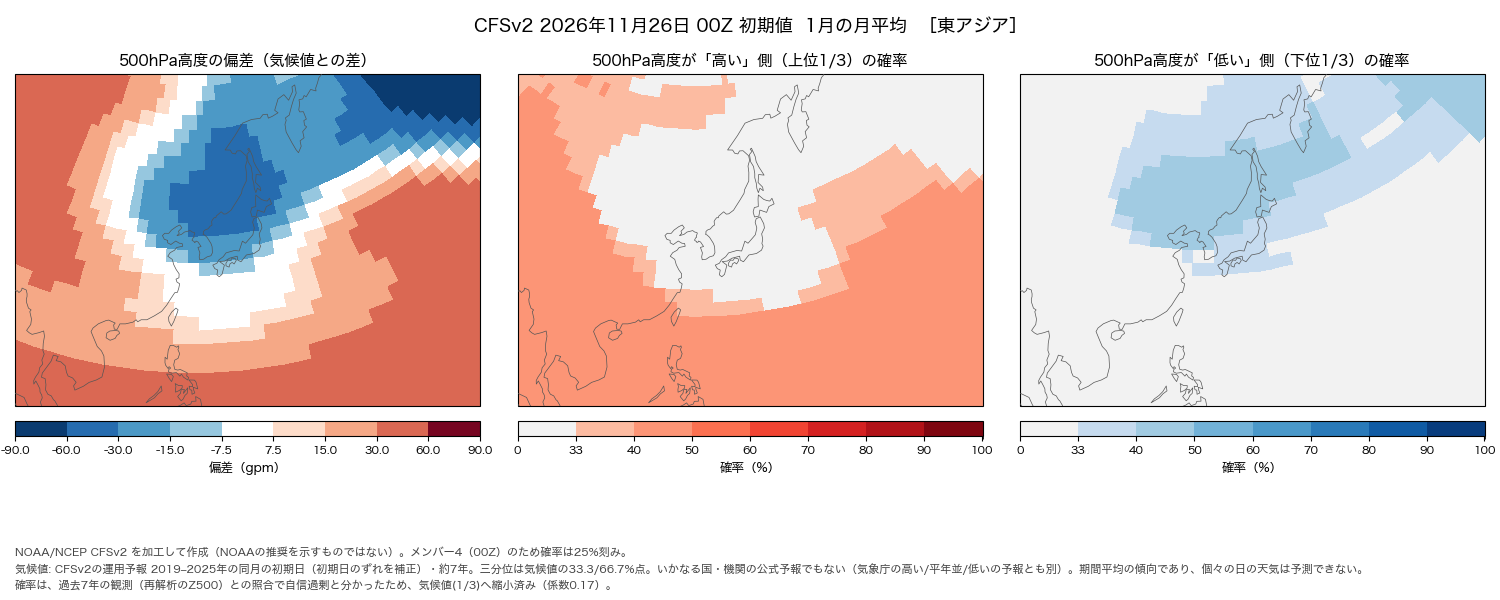 CFSv2 2026年11月26日 00Z 初期値 1月の月平均 ［東アジア］
500hPa高度の偏差（気候値との差）
500hPa高度が「高い」側（上位1/3）の確率
500hPa高度が「低い」側（下位1/3）の確率
-90.0 -60.0 -30.0 -15.0 -7.5 7.5 15.0 30.0 60.0 90.0
偏差（gpm）
0 33 40 50 60 70 80 90 100
確率（%）
0 33 40 50 60 70 80 90 100
確率（%）
NOAA/NCEP CFSv2 を加工して作成（NOAAの推奨を示すものではない）。メンバー4（00Z）のため確率は25%刻み。
気候値: CFSv2の運用予報 2019–2025年の同月の初期日（初期日のずれを補正）・約7年。三分位は気候値の33.3/66.7%点。いかなる国・機関の公式予報でもない（気象庁の高い/平年並/低いの予報とも別）。期間平均の傾向であり、個々の日の天気は予測できない。
確率は、過去7年の観測（再解析のZ500）との照合で自信過剰と分かったため、気候値(1/3)へ縮小済み（係数0.17）。